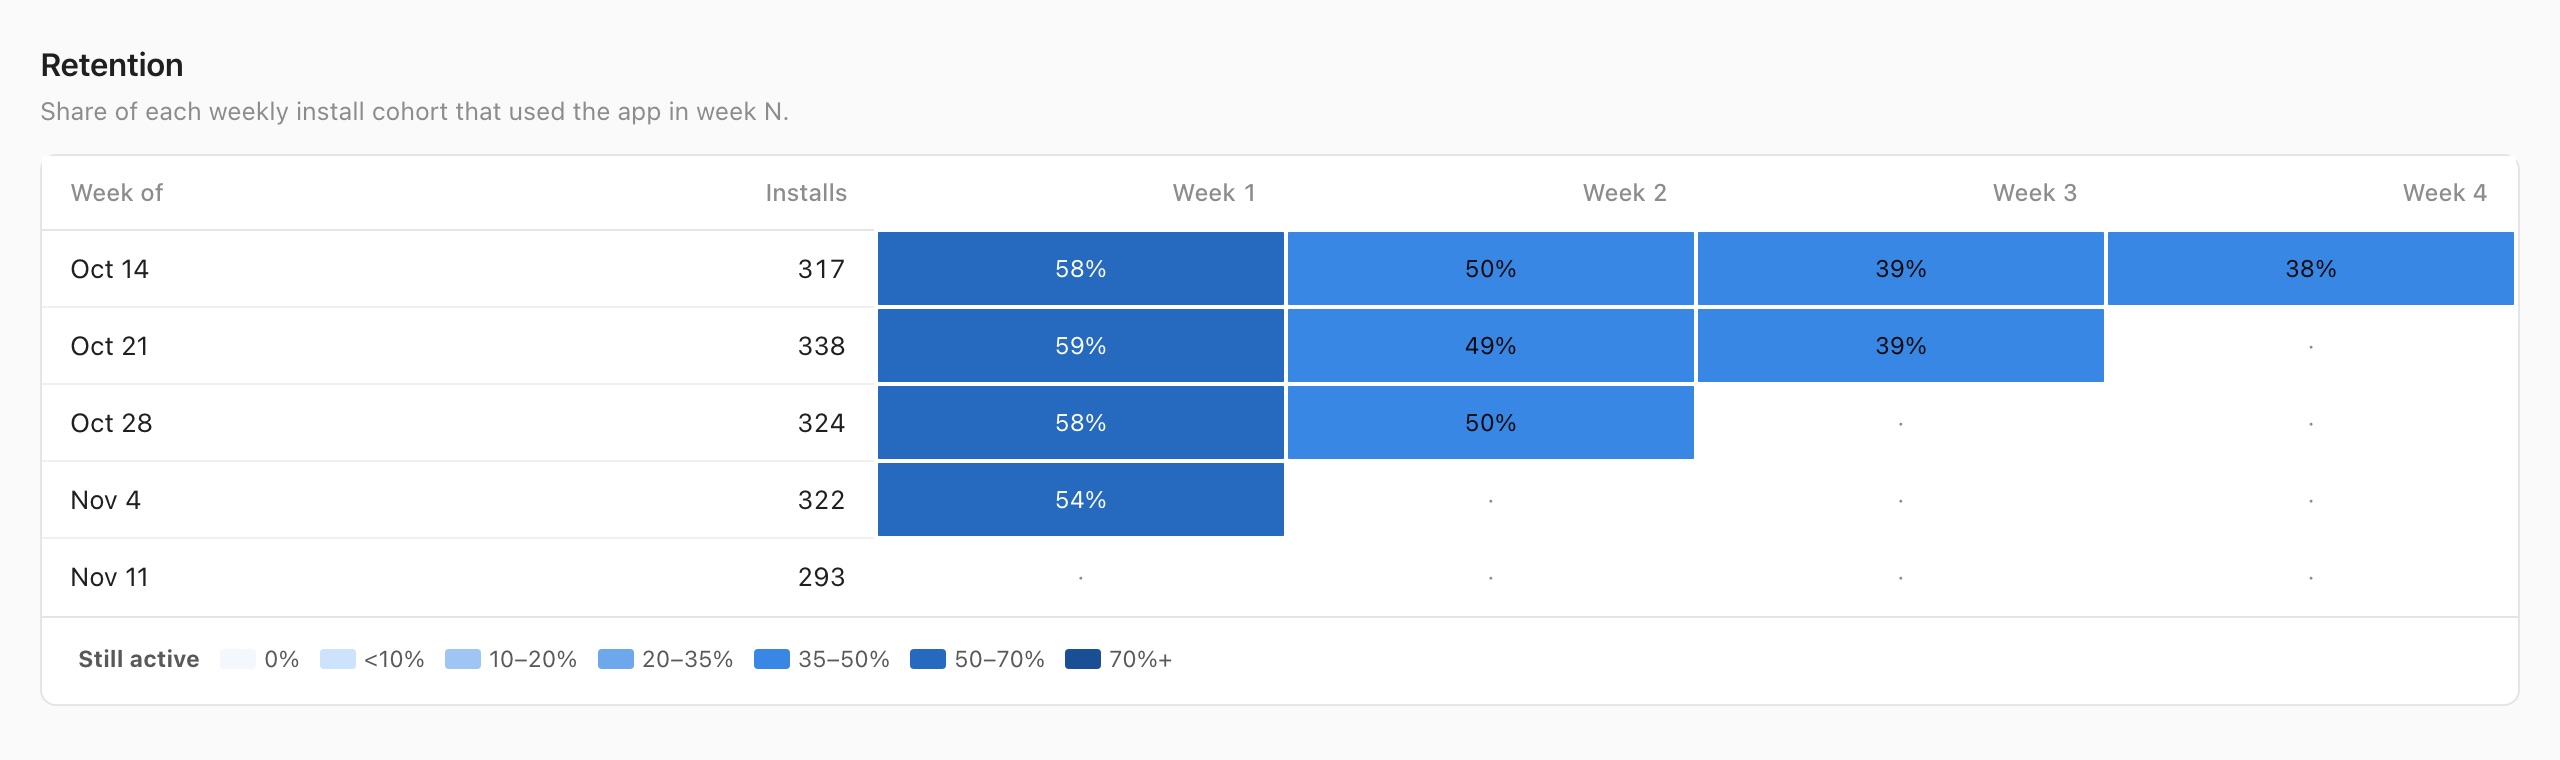 Retention
Share of each weekly install cohort that used the app in week N.
Week of Installs Week 1 Week 2 Week 3 Week 4
Oct 14 317 58% 50% 39% 38%
Oct 21 338 59% 49% 39% ·
Oct 28 324 58% 50% · ·
Nov 4 322 54% · · ·
Nov 11 293 · · · ·
Still active 0% <10% 10–20% 20–35% 35–50% 50–70% 70%+